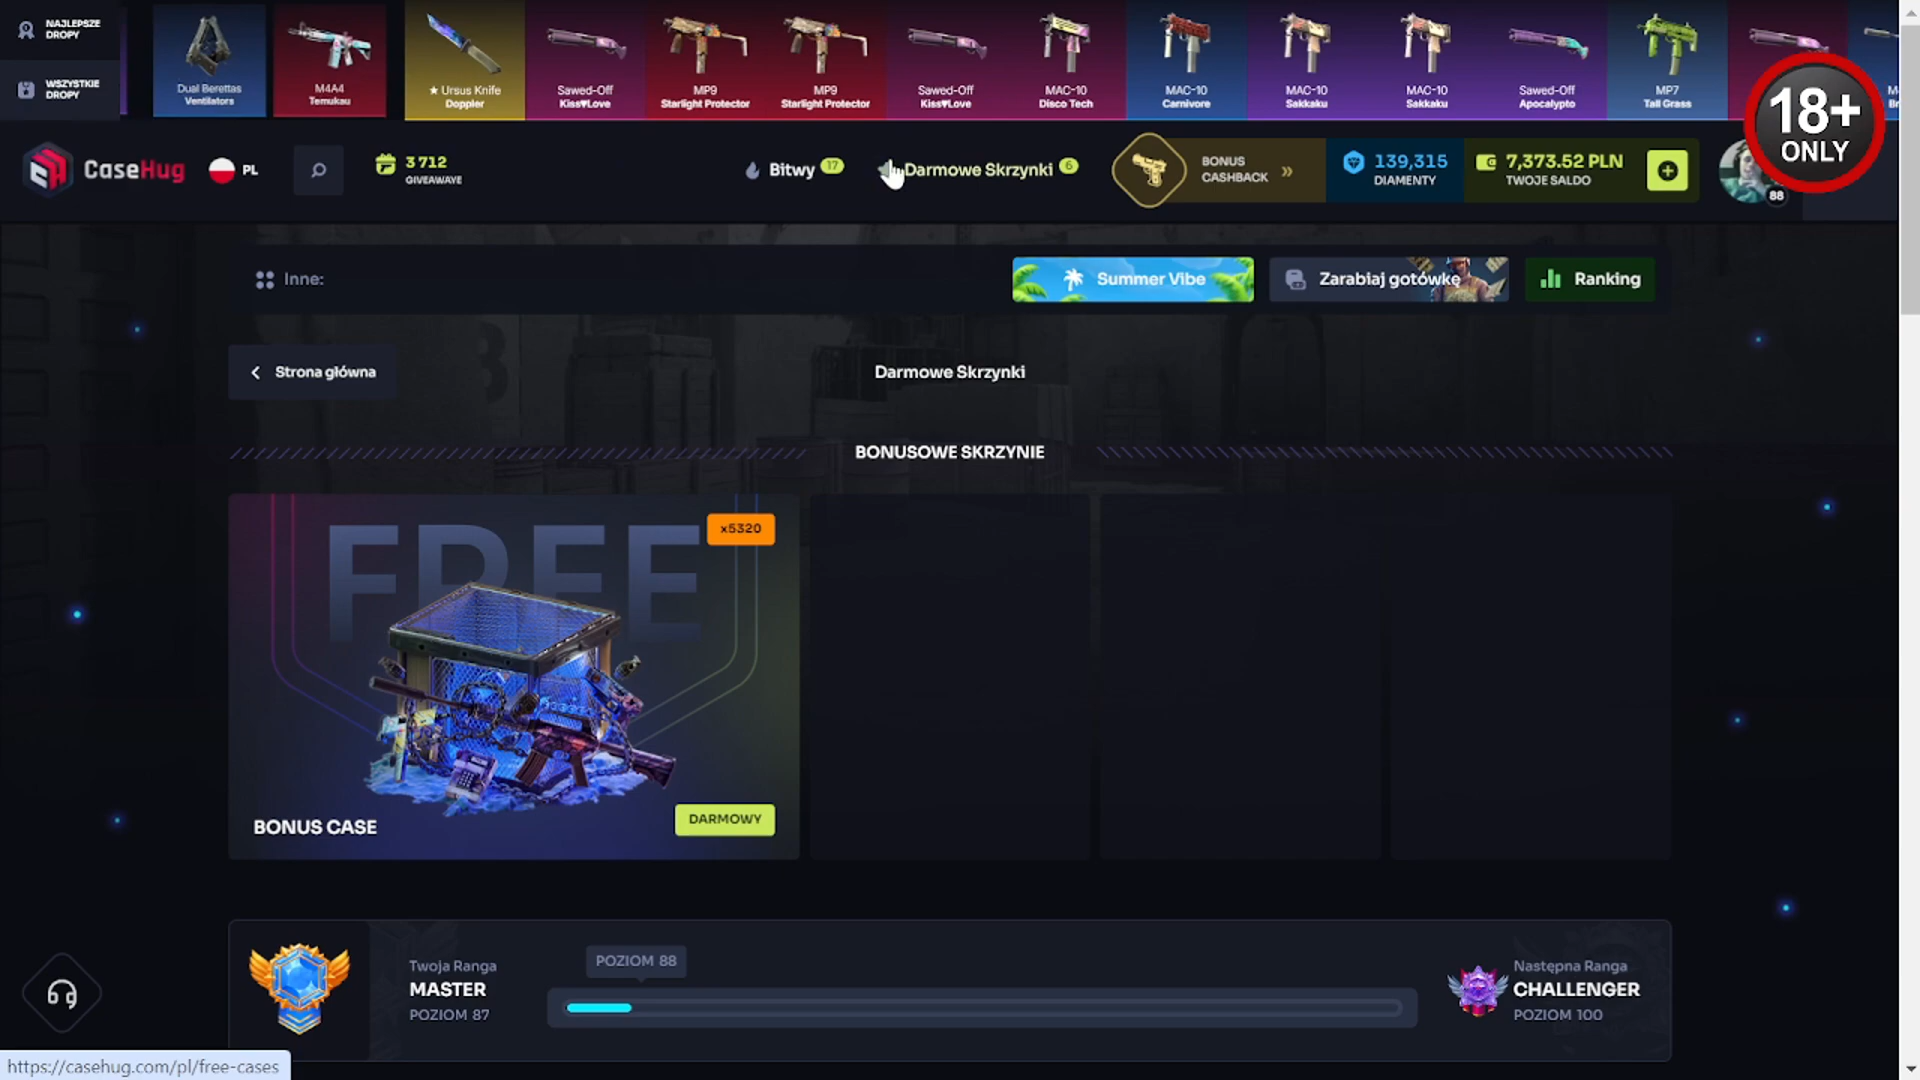 NAJLEPSZE
DROPY
WSZYSTKIE
DROPY
Dual Berettas
Ventilators
M4A4
Temukau
★ Ursus Knife
Doppler
Sawed-Off
Kiss♥Love
MP9
Starlight Protector
MP9
Starlight Protector
Sawed-Off
Kiss♥Love
MAC-10
Disco Tech
MAC-10
Carnivore
MAC-10
Sakkaku
MAC-10
Sakkaku
Sawed-Off
Apocalypto
MP7
Tall Grass
18+
ONLY
CaseHug
PL
3 712
GIVEAWAYE
Bitwy 17
Darmowe Skrzynki 6
BONUS
CASHBACK »
139,315
DIAMENTY
7,373.52 PLN
TWOJE SALDO
88
Inne:
Summer Vibe
Zarabiaj gotówkę
Ranking
Strona główna
Darmowe Skrzynki
BONUSOWE SKRZYNIE
FREE
x5320
BONUS CASE
DARMOWY
Twoja Ranga
MASTER
POZIOM 87
POZIOM 88
Następna Ranga
CHALLENGER
POZIOM 100
https://casehug.com/pl/free-cases